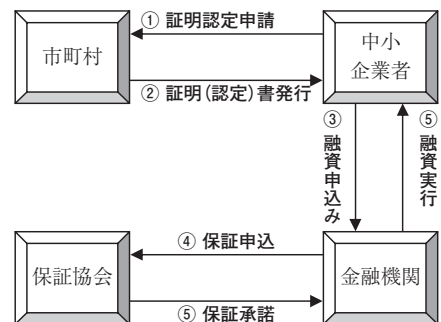 ① 証明認定申請
市町村
中小
企業者
② 証明（認定）書発行
③
融資申込み
⑤
融資実行
④ 保証申込
保証協会
金融機関
⑤ 保証承諾